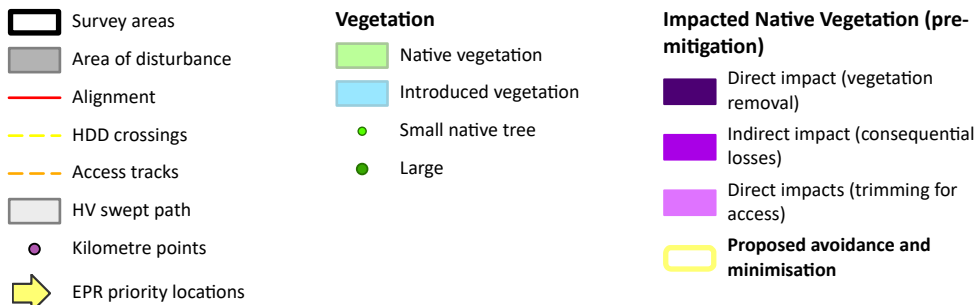 Survey areas
Area of disturbance
Alignment
HDD crossings
Access tracks
HV swept path
Kilometre points
EPR priority locations
Vegetation
Native vegetation
Introduced vegetation
Small native tree
Large
Impacted Native Vegetation (pre-
mitigation)
Direct impact (vegetation
removal)
Indirect impact (consequential
losses)
Direct impacts (trimming for
access)
Proposed avoidance and
minimisation